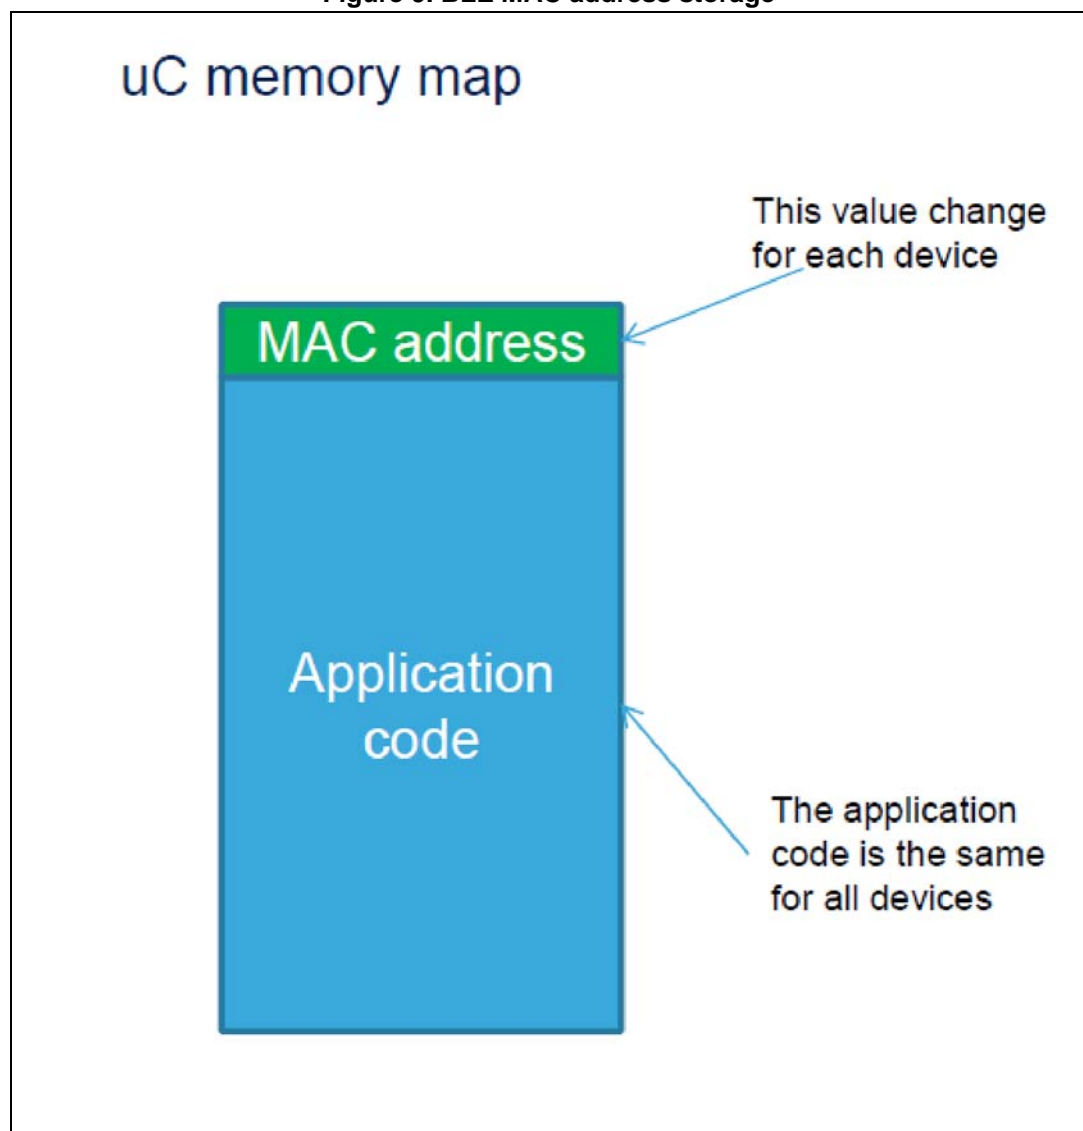 uC memory map
This value change
for each device
MAC address
Application
code
The application
code is the same
for all devices